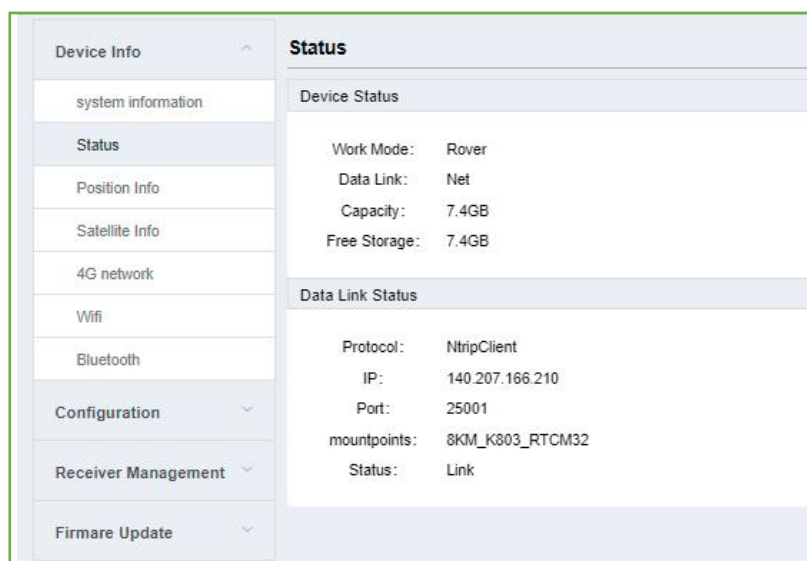 Device Info
system information
Status
Position Info
Satellite Info
4G network
Wifi
Bluetooth
Configuration
Receiver Management
Firmare Update
Status
Device Status
Work Mode: Rover
Data Link: Net
Capacity: 7.4GB
Free Storage: 7.4GB
Data Link Status
Protocol: NtripClient
IP: 140.207.166.210
Port: 25001
mountpoints: 8KM_K803_RTCM32
Status: Link